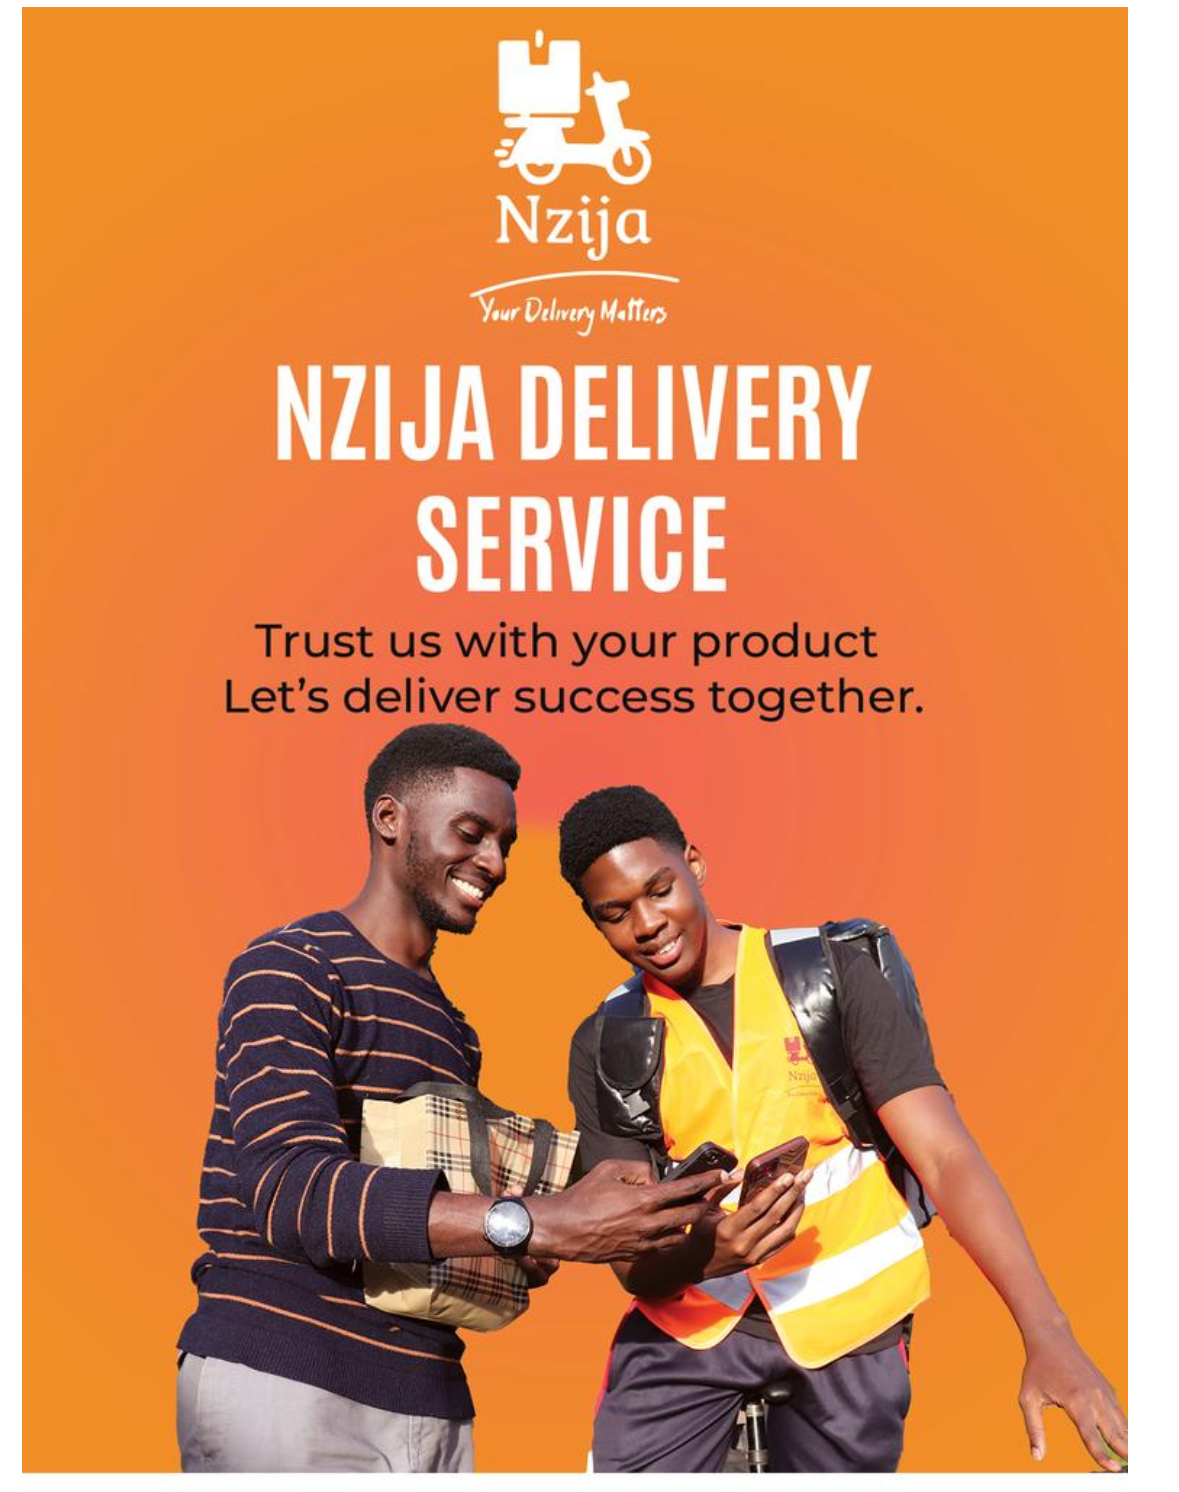 Nzija
Your Delivery Matters
NZIJA DELIVERY
SERVICE
Trust us with your product
Let's deliver success together.
Nzija